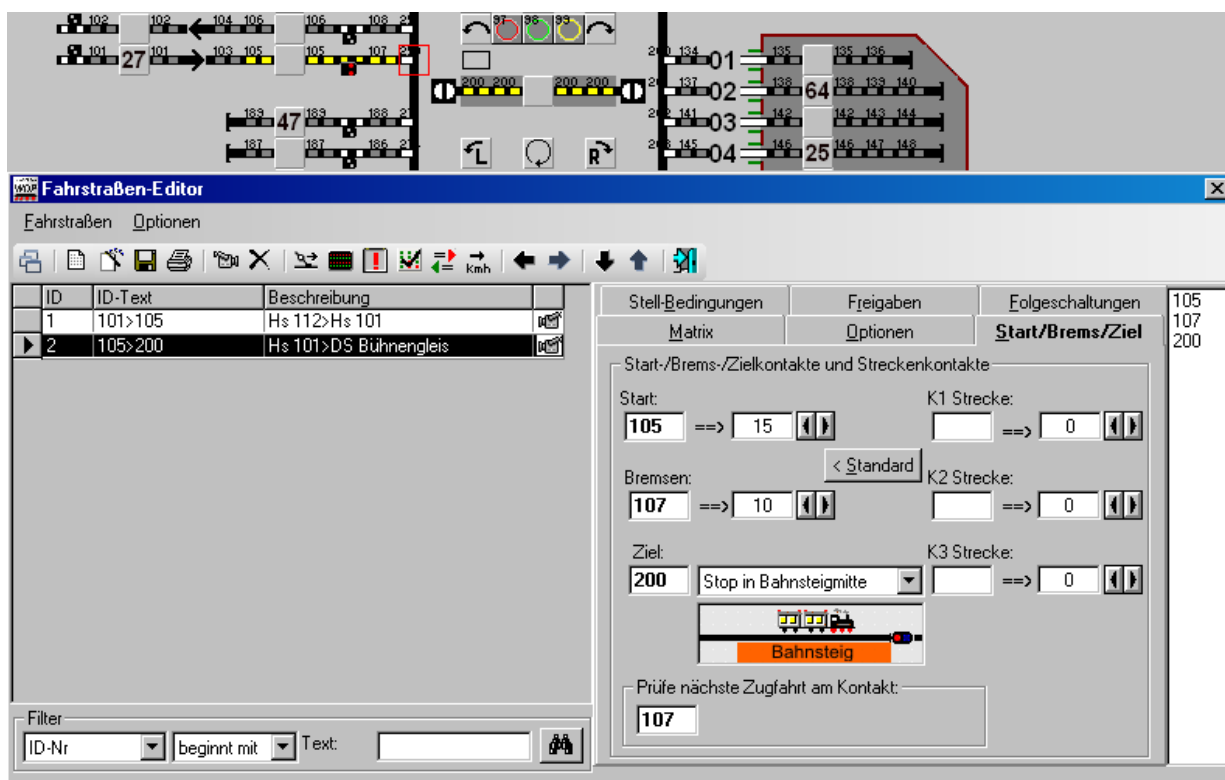 102 102 104 106 106 108
101 27 101 103 105 105 107
189 47 189 188
187 187 186
97 98 99
200 200 200 200
L R
134 01 135 135 136
137 02 138 64 138 139 140
141 03 142 142 143 144
145 04 146 25 146 147 148
Fahrstraßen-Editor
Fahrstraßen Optionen
kmh
ID ID-Text Beschreibung
1 101>105 Hs 112>Hs 101
2 105>200 Hs 101>DS Bühnengleis
Filter
ID-Nr beginnt mit Text:
Stell-Bedingungen Freigaben Folgeschaltungen
Matrix Optionen Start/Brems/Ziel
Start-/Brems-/Zielkontakte und Streckenkontakte
Start: K1 Strecke:
105 ==> 15 ==> 0
< Standard
Bremsen: K2 Strecke:
107 ==> 10 ==> 0
Ziel: K3 Strecke:
200 Stop in Bahnsteigmitte ==> 0
Bahnsteig
Prüfe nächste Zugfahrt am Kontakt:
107
105
107
200